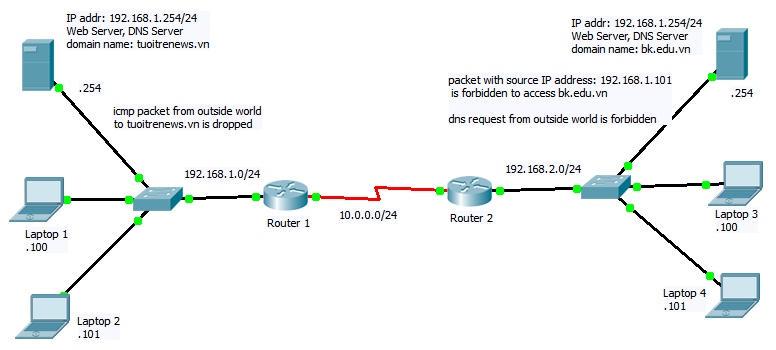 IP addr: 192.168.1.254/24
Web Server, DNS Server
domain name: tuoitrenews.vn
.254
icmp packet from outside world
to tuoitrenews.vn is dropped
192.168.1.0/24
Laptop 1
.100
Router 1
10.0.0.0/24
Laptop 2
.101
IP addr: 192.168.1.254/24
Web Server, DNS Server
domain name: bk.edu.vn
packet with source IP address: 192.168.1.101
is forbidden to access bk.edu.vn
.254
dns request from outside world is forbidden
192.168.2.0/24
Router 2
Laptop 3
.100
Laptop 4
.101